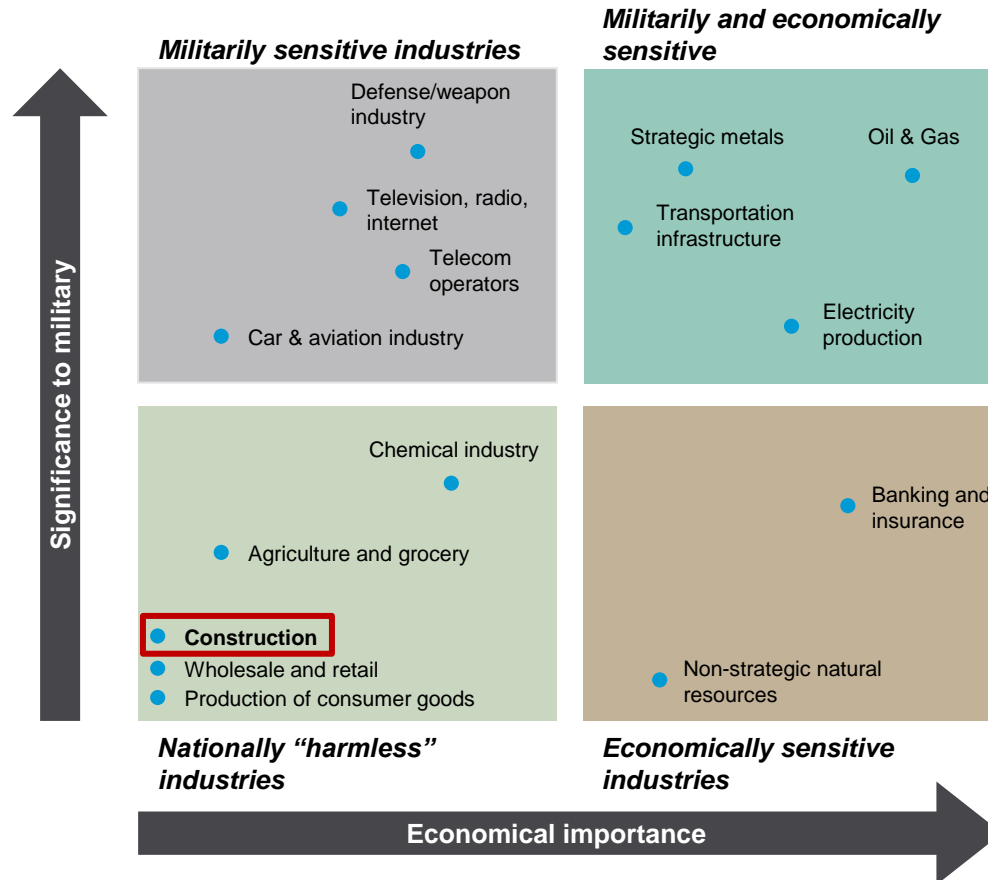 Militarily sensitive industries
Militarily and economically
sensitive
Defense/weapon
industry
Television, radio,
internet
Telecom
operators
Car & aviation industry
Strategic metals
Oil & Gas
Transportation
infrastructure
Electricity
production
Significance to military
Chemical industry
Agriculture and grocery
Construction
Wholesale and retail
Production of consumer goods
Banking and
insurance
Non-strategic natural
resources
Nationally “harmless”
industries
Economically sensitive
industries
Economical importance